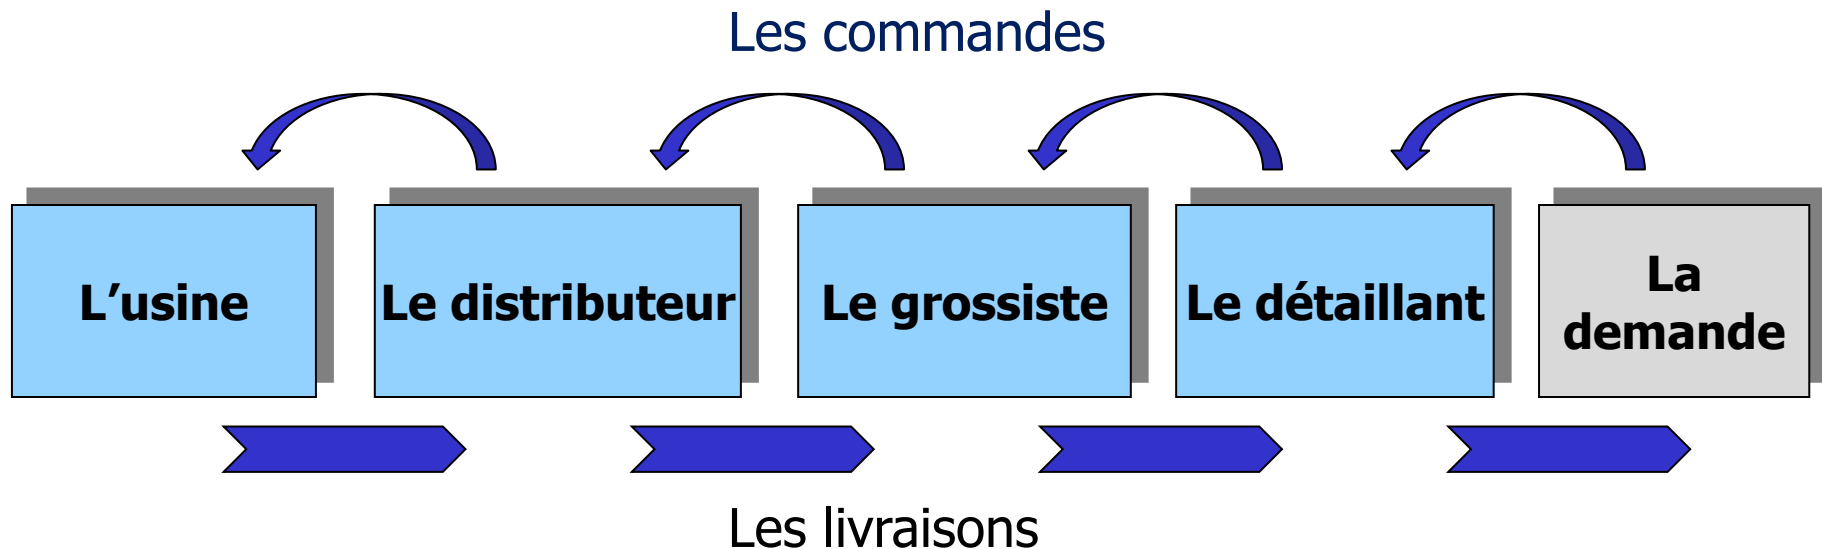 Les commandes
L’usine
Le distributeur
Le grossiste
Le détaillant
La
demande
Les livraisons